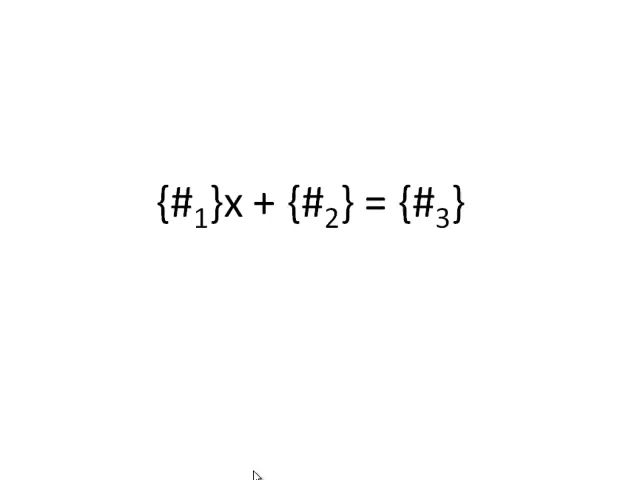 {#₁}x + {#₂} = {#₃}